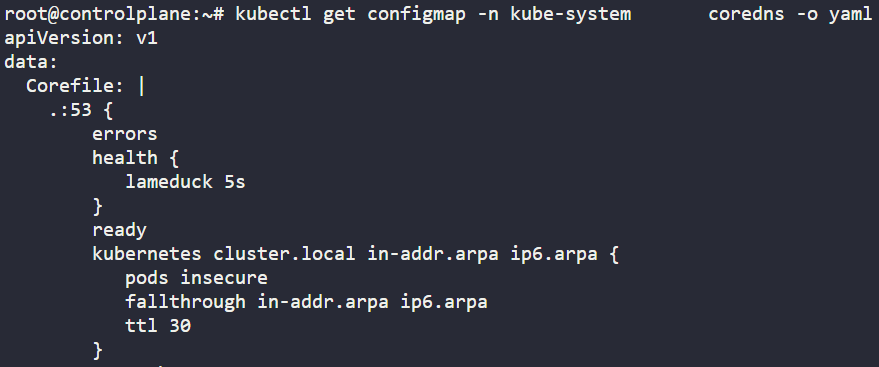 root@controlplane:~# kubectl get configmap -n kube-system       coredns -o yaml
apiVersion: v1
data:
  Corefile: |
    .:53 {
        errors
        health {
           lameduck 5s
        }
        ready
        kubernetes cluster.local in-addr.arpa ip6.arpa {
           pods insecure
           fallthrough in-addr.arpa ip6.arpa
           ttl 30
        }